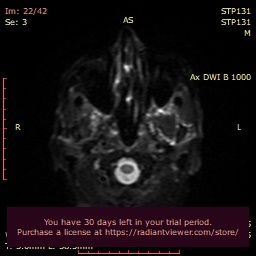 Im: 22/42
Se: 3
AS
STP131
STP131
M
Ax DWI B 1000
R
L
You have 30 days left in your trial period.
Purchase a license at https://radiantviewer.com/store/